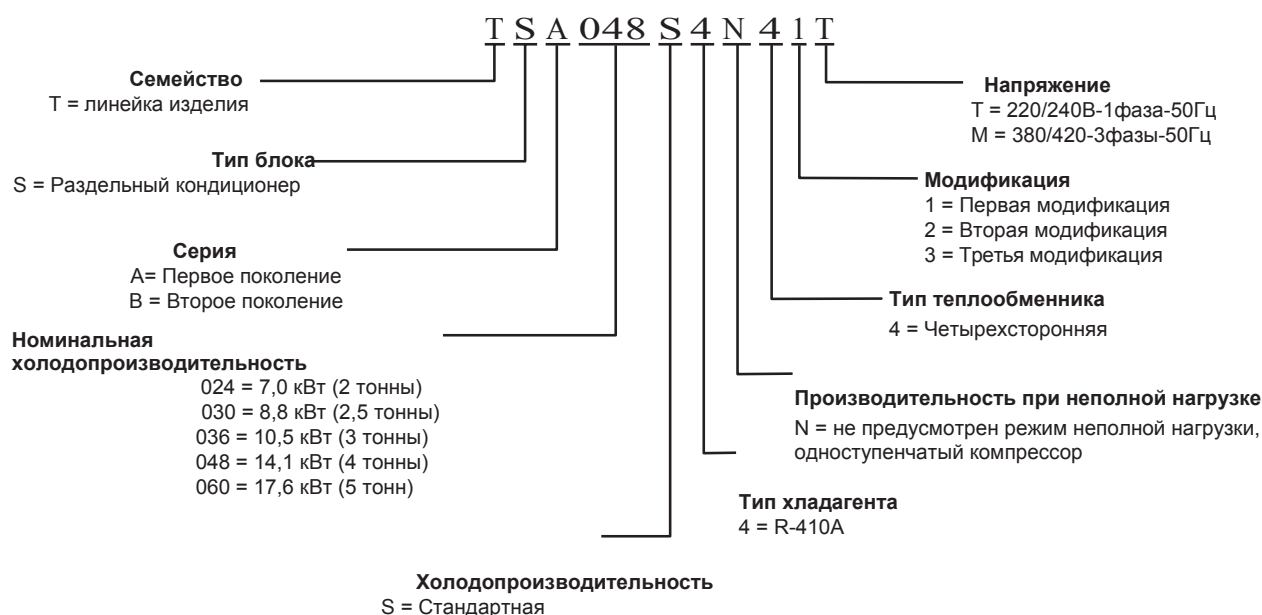 T S A 048 S 4 N 4 1 T
Семейство
T = линейка изделия
Тип блока
S = Раздельный кондиционер
Серия
A= Первое поколение
B = Второе поколение
Номинальная
холодопроизводительность
024 = 7,0 кВт (2 тонны)
030 = 8,8 кВт (2,5 тонны)
036 = 10,5 кВт (3 тонны)
048 = 14,1 кВт (4 тонны)
060 = 17,6 кВт (5 тонн)
Холодопроизводительность
S = Стандартная
Напряжение
T = 220/240В-1фаза-50Гц
M = 380/420-3фазы-50Гц
Модификация
1 = Первая модификация
2 = Вторая модификация
3 = Третья модификация
Тип теплообменника
4 = Четырехсторонняя
Производительность при неполной нагрузке
N = не предусмотрен режим неполной нагрузки,
одноступенчатый компрессор
Тип хладагента
4 = R-410A